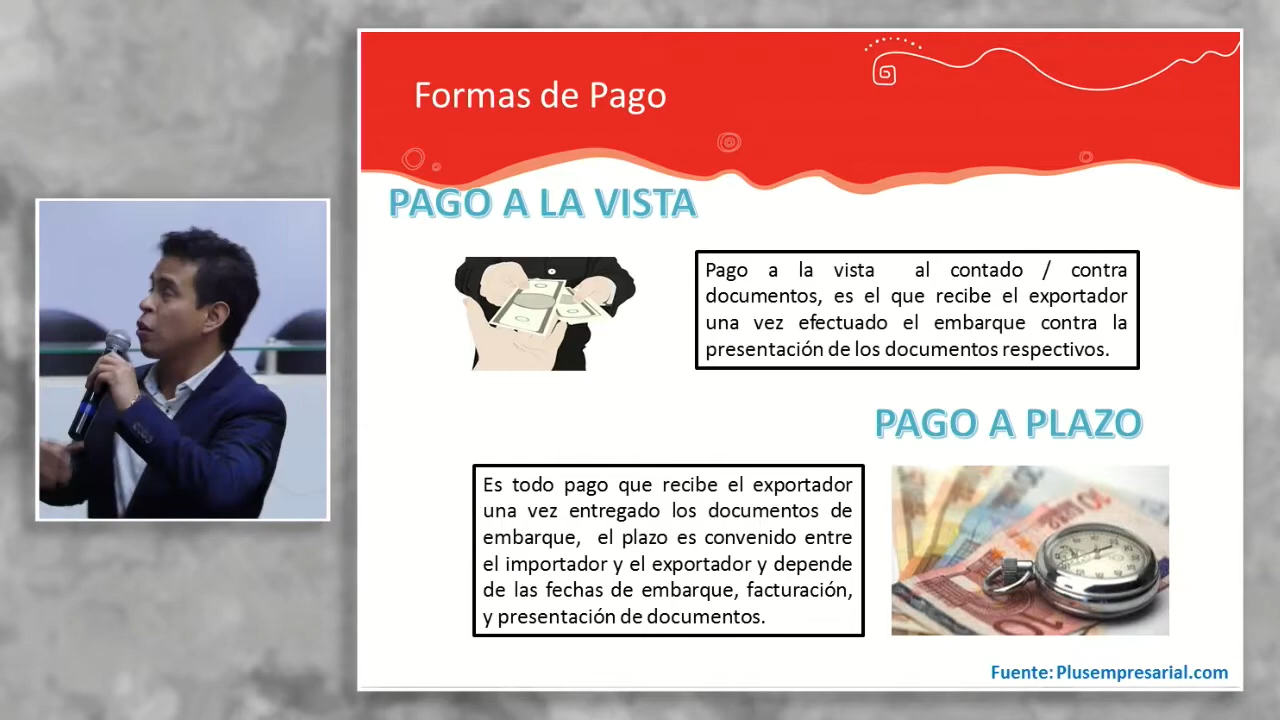 Formas de Pago
PAGO A LA VISTA
Pago a la vista al contado / contra
documentos, es el que recibe el exportador
una vez efectuado el embarque contra la
presentación de los documentos respectivos.
PAGO A PLAZO
Es todo pago que recibe el exportador
una vez entregado los documentos de
embarque, el plazo es convenido entre
el importador y el exportador y depende
de las fechas de embarque, facturación,
y presentación de documentos.
Fuente: Plusempresarial.com